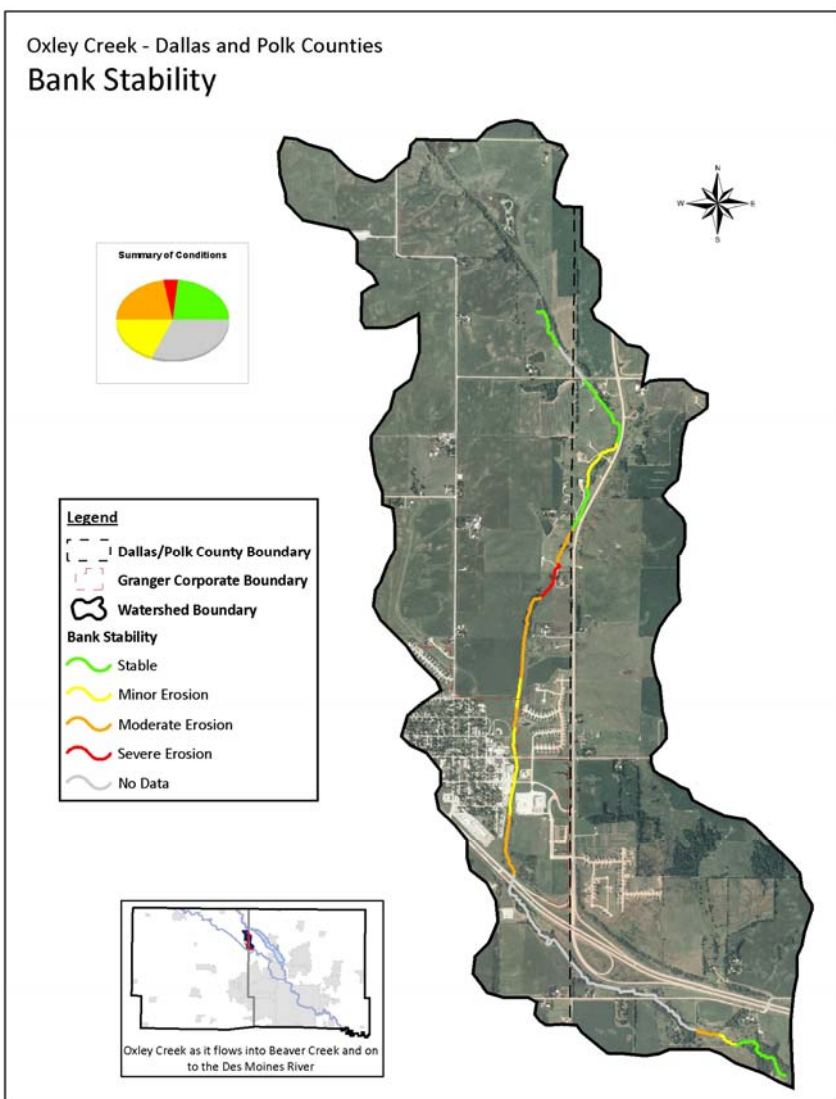 Oxley Creek - Dallas and Polk Counties
Bank Stability
N
W
E
S
Summary of Conditions
Legend
Dallas/Polk County Boundary
Granger Corporate Boundary
Watershed Boundary
Bank Stability
Stable
Minor Erosion
Moderate Erosion
Severe Erosion
No Data
Oxley Creek as it flows into Beaver Creek and on
to the Des Moines River